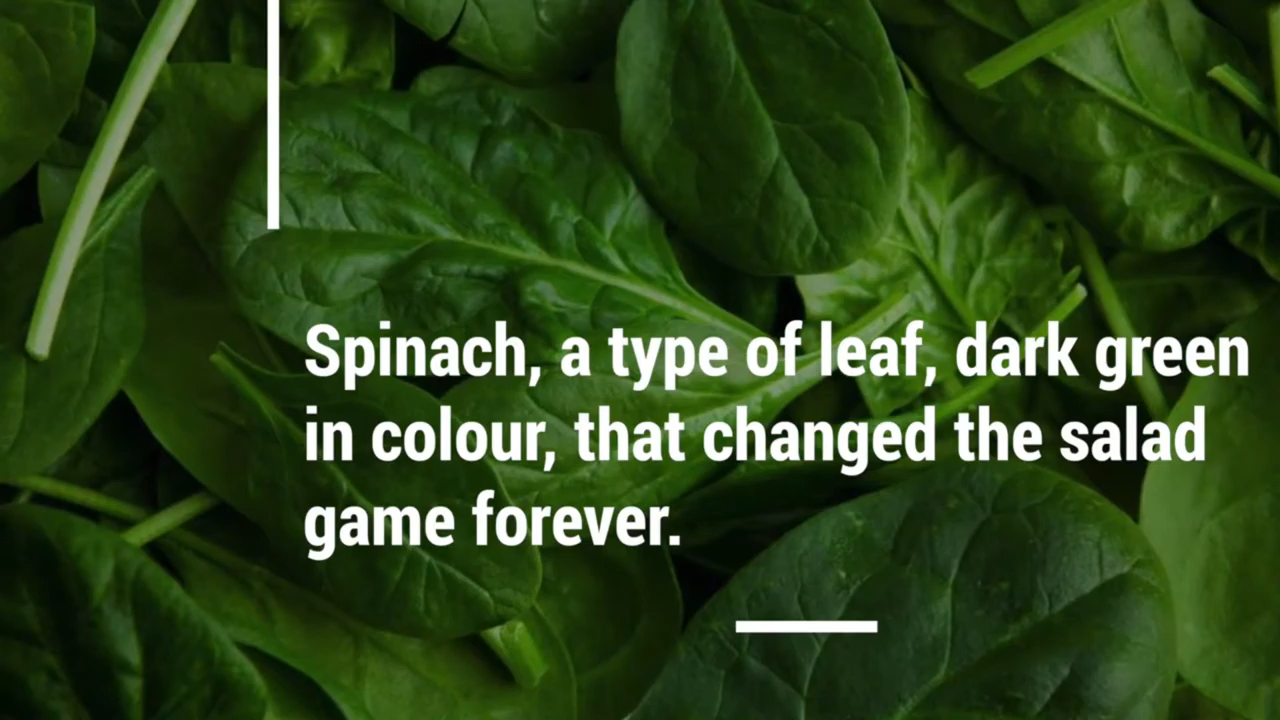 Spinach, a type of leaf, dark green
in colour, that changed the salad
game forever.